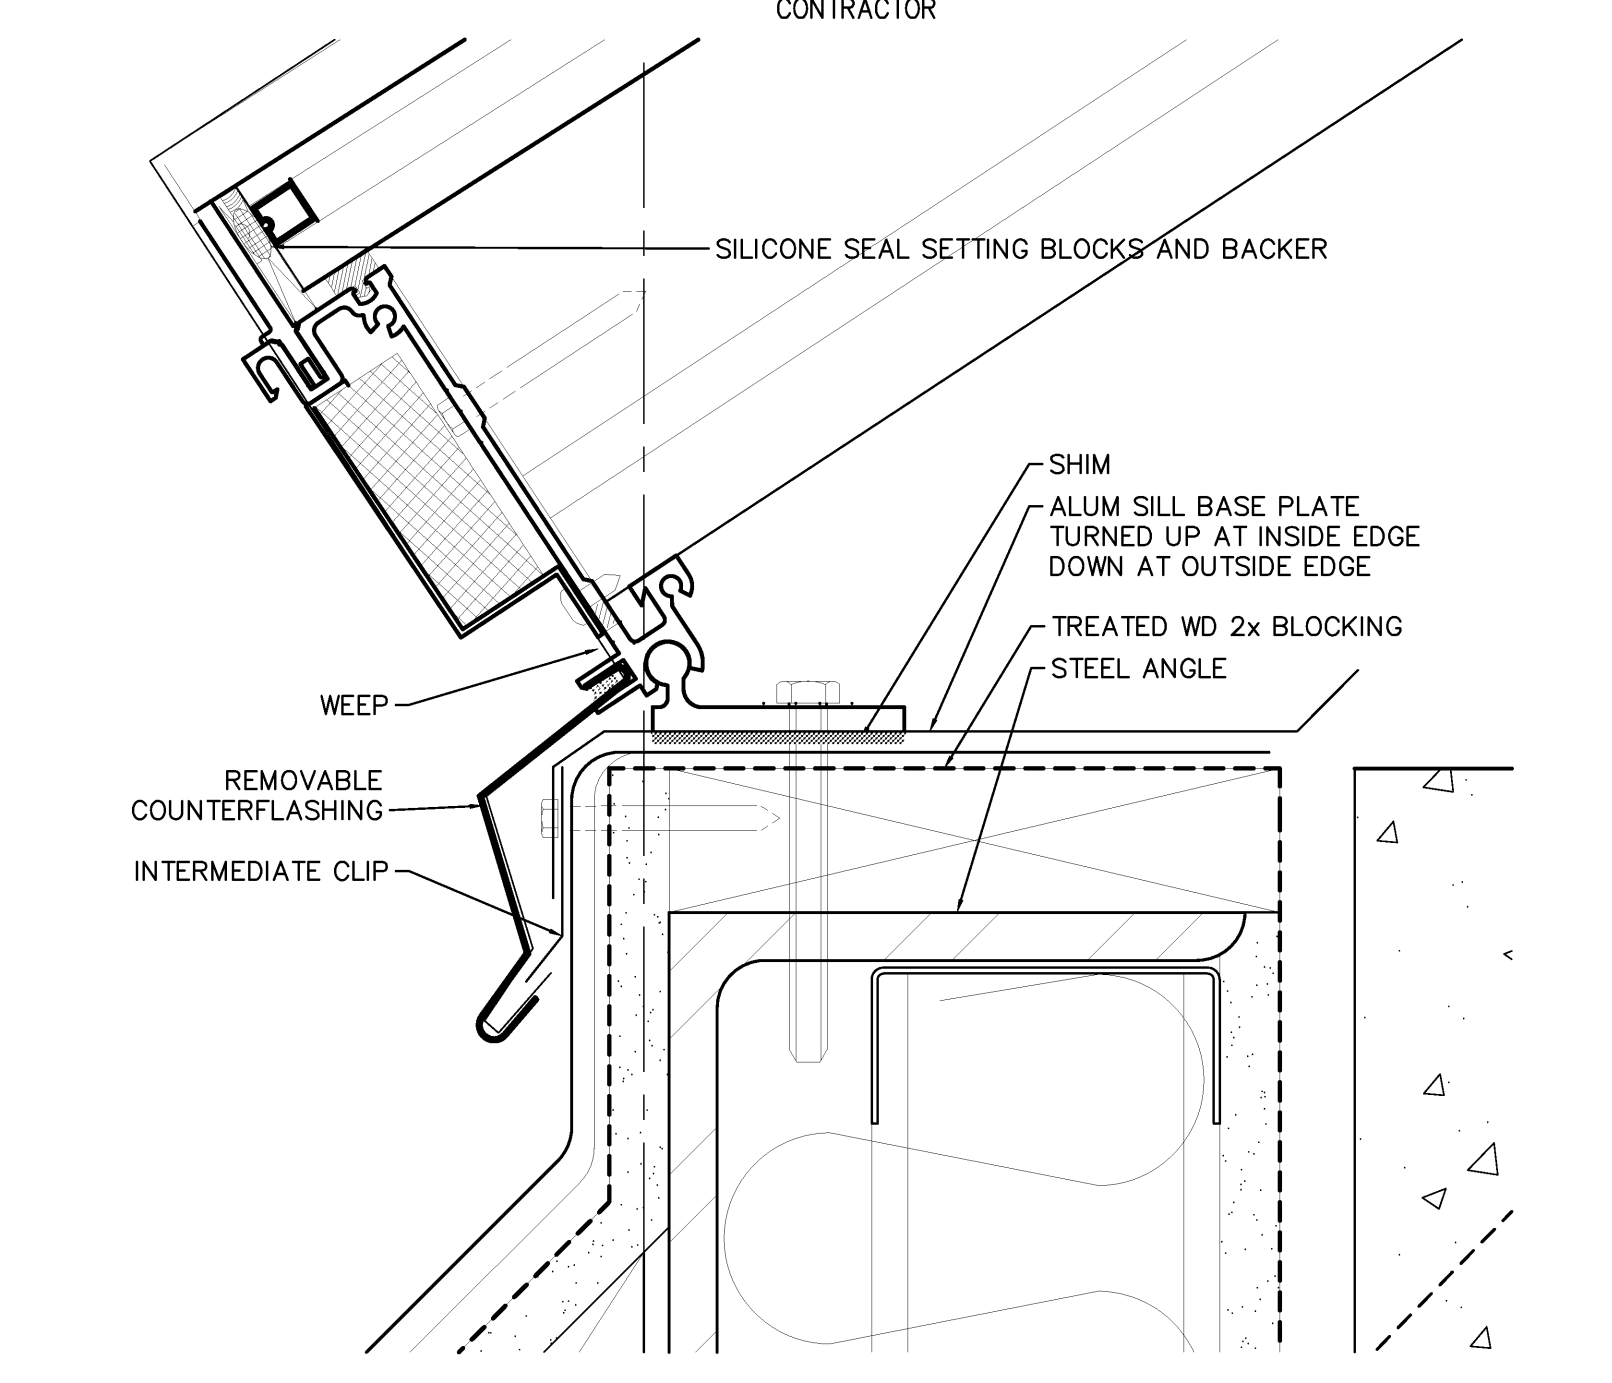 CONTRACTOR
SILICONE SEAL SETTING BLOCKS AND BACKER
SHIM
ALUM SILL BASE PLATE
TURNED UP AT INSIDE EDGE
DOWN AT OUTSIDE EDGE
TREATED WD 2x BLOCKING
STEEL ANGLE
WEEP
REMOVABLE
COUNTERFLASHING
INTERMEDIATE CLIP